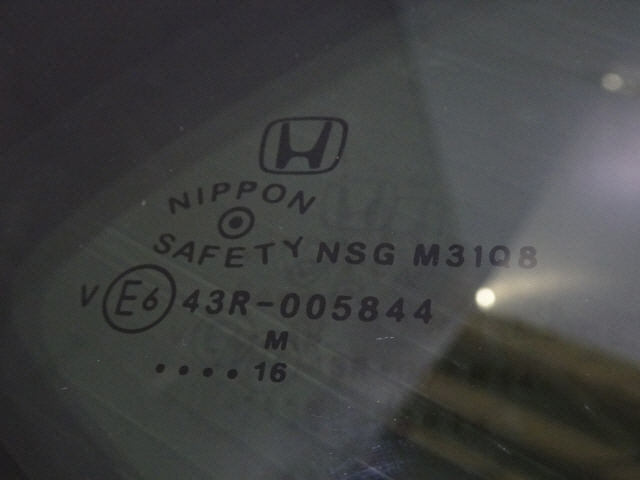 NIPPON
SAFETY NSG M31Q8
V E6 43R-005844
M
....16